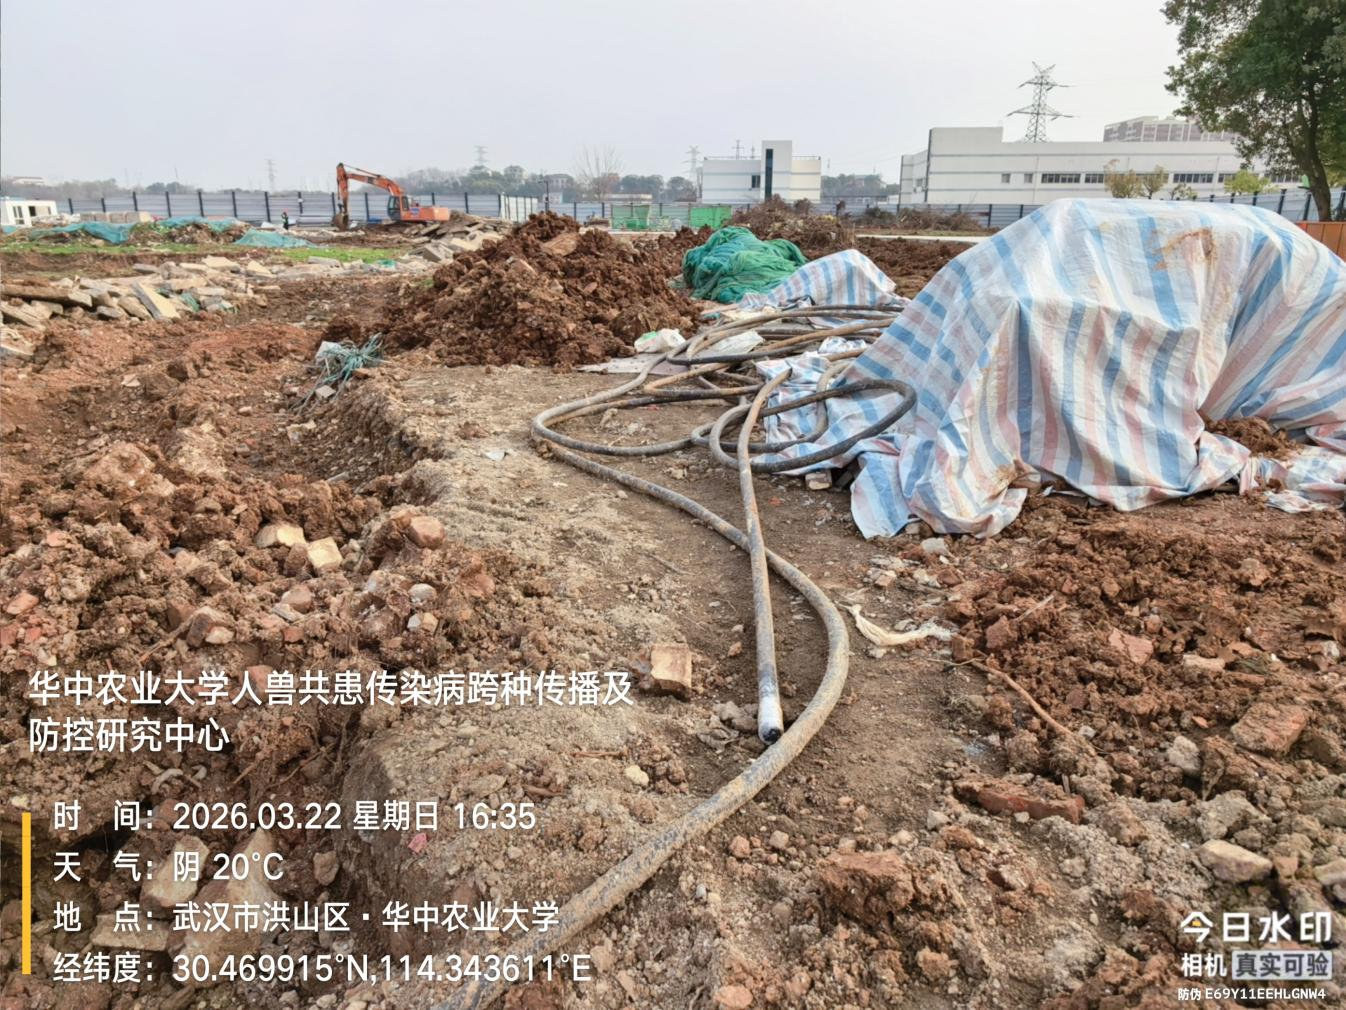 华中农业大学人兽共患传染病跨种传播及
防控研究中心
时 间：2026.03.22 星期日 16:35
天 气：阴 20°C
地 点：武汉市洪山区·华中农业大学
经纬度：30.469915°N,114.343611°E
今日水印
相机 真实可验
防伪 E69Y11EEHLGNW4